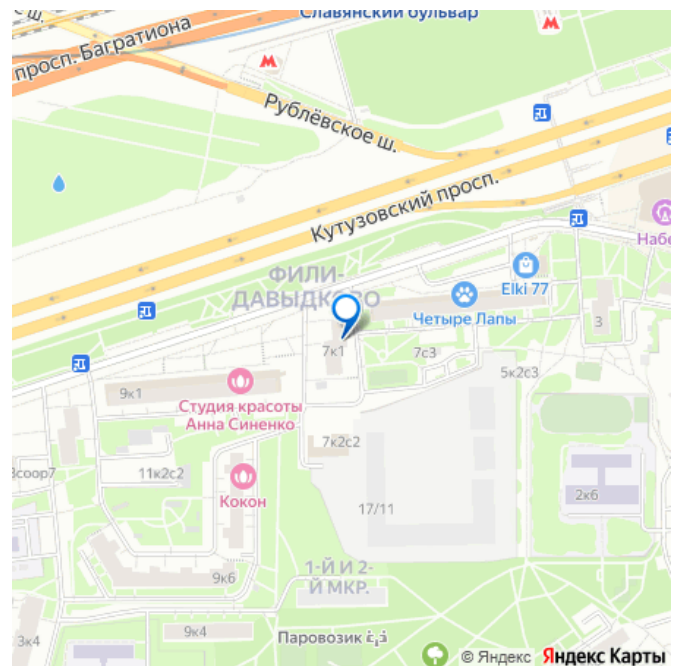 Славянский бульвар
просп. Багратиона
Рублёвское ш.
Кутузовский просп.
ФИЛИ-
ДАВЫДКОВО
Elki 77
Четыре Лапы
3
7к1
7с3
5к2с3
9к1
Студия красоты
Анна Синенко
7к2с2
11к2с2
Кокон
17/11
2к6
1-Й И 2-
Й МКР.
9к6
9к4
3к4
Паровозик
© Яндекс Яндекс Карты